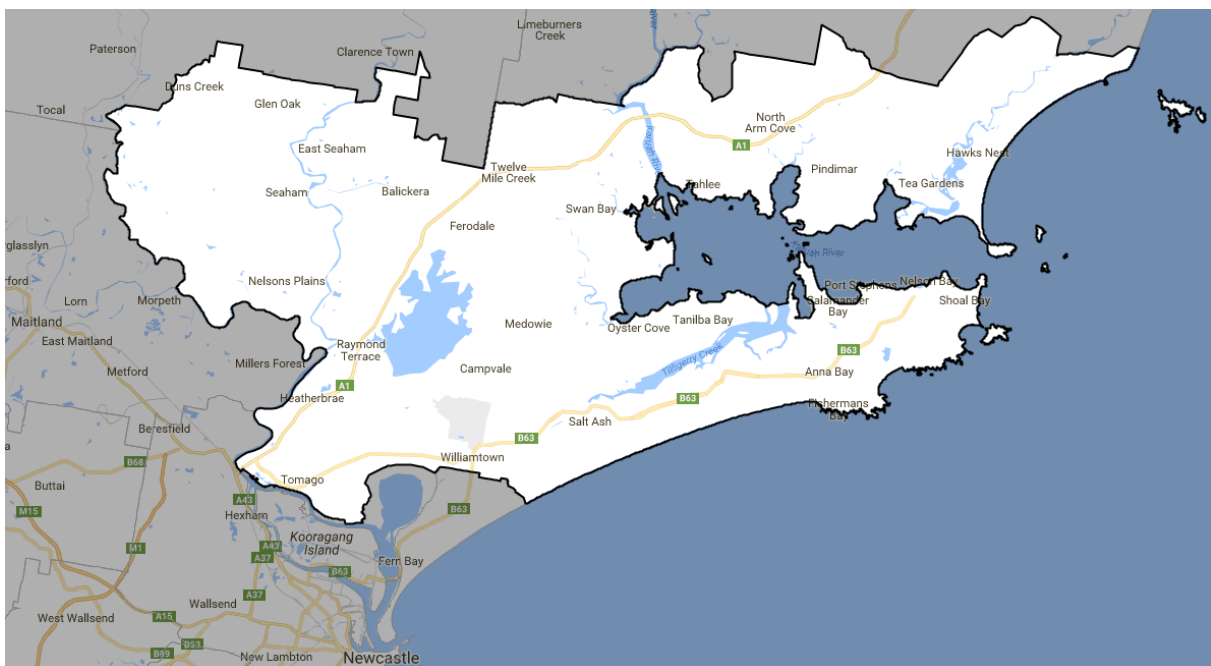 Limeburners
Creek
River
Paterson
Clarence Town
Duns Creek
Glen Oak
Tocal
North
Arm Cove
A1
East Seaham
Hawks Nest
Twelve
Mile Creek
Pindimar
Tahlee
Tea Gardens
Seaham
Balickera
Swan Bay
Ferodale
Nelsons Plains
Port Stephens
Nelson Bay
Salamander
Bay
Shoal Bay
Lorn
Morpeth
Maitland
Medowie
Oyster Cove
Tanilba Bay
East Maitland
Raymond
Terrace
Millers Forest
Metford
Tilligerry Creek
B63
Campvale
Anna Bay
A1
Heatherbrae
B63
Fishermans
Bay
Salt Ash
Beresfield
B63
Williamtown
B68
Tomago
Buttai
A43
Hexham
M15
B63
Kooragang
Island
M1
A43
A37
Fern Bay
B63
A37
Wallsend
A15
West Wallsend
B53
B89
New Lambton
Newcastle